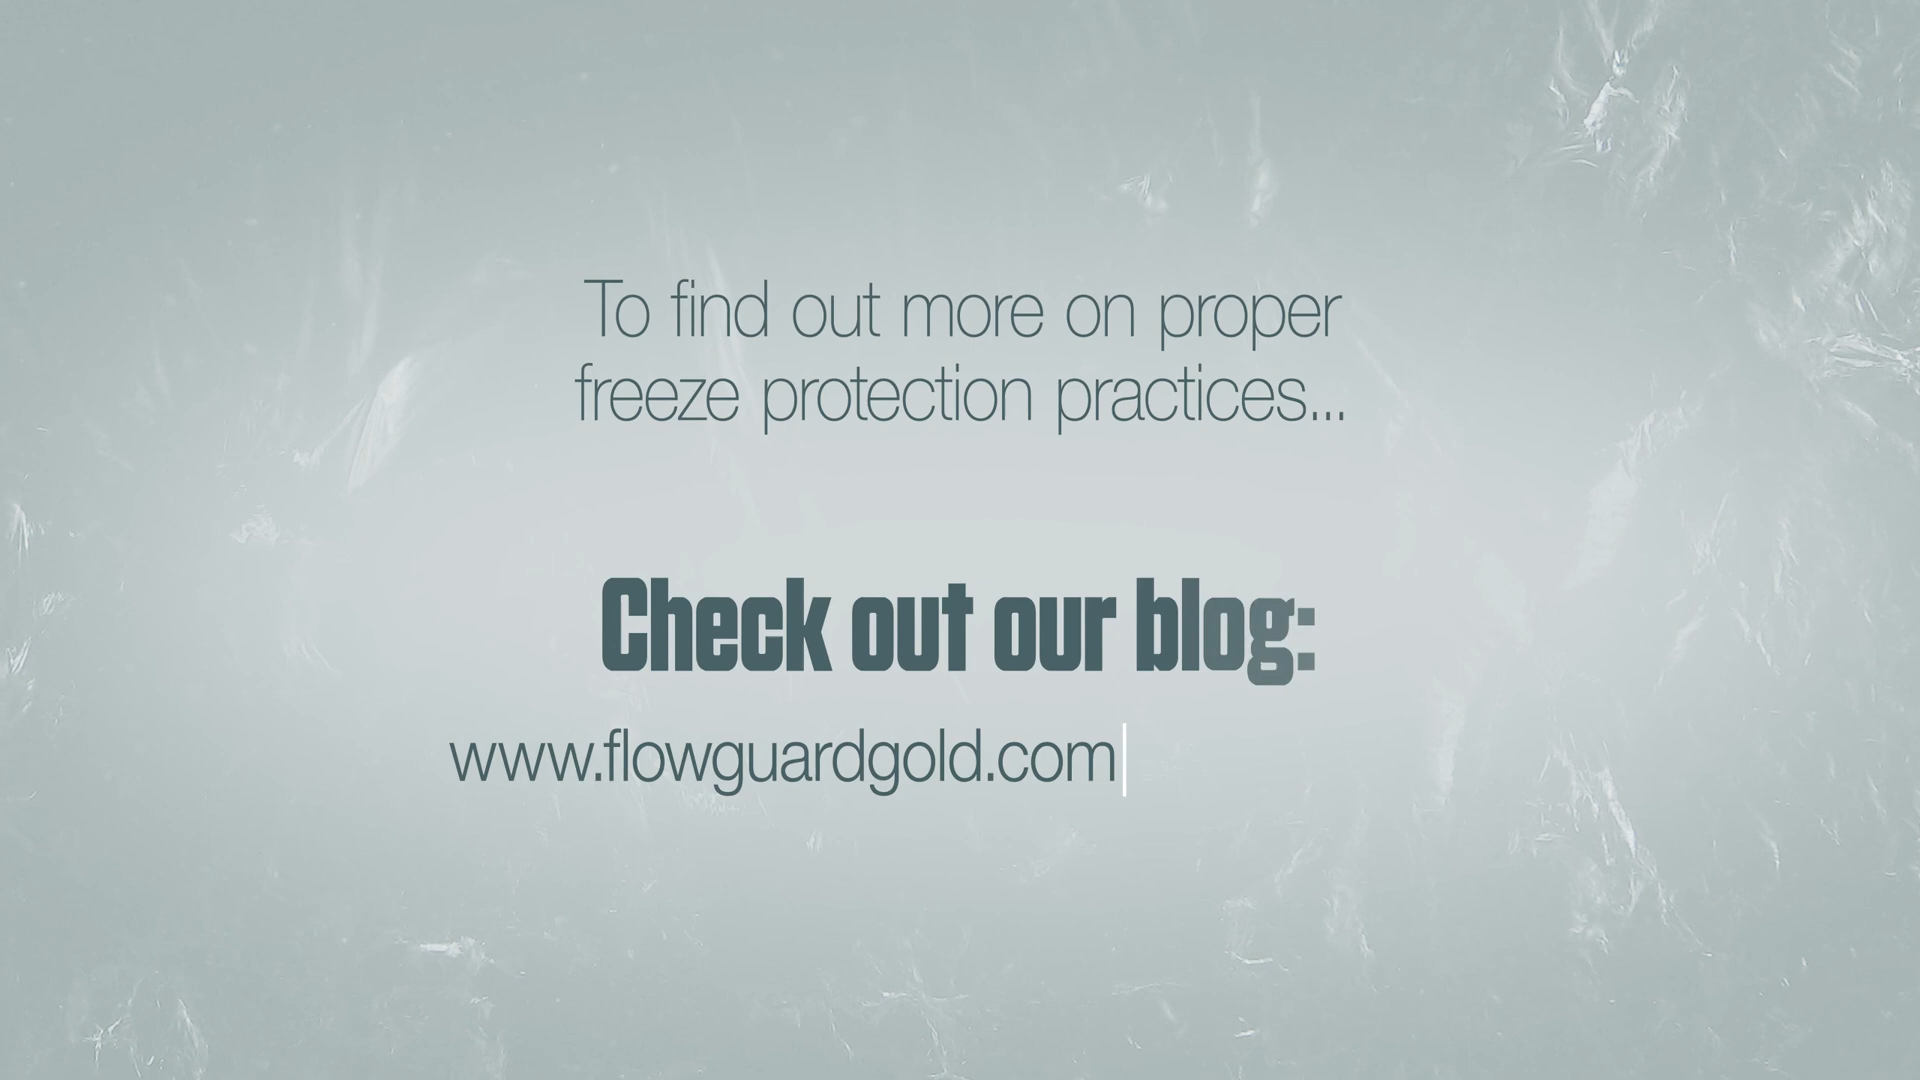 To find out more on proper
freeze protection practices...
Check out our blog:
www.flowguardgold.com